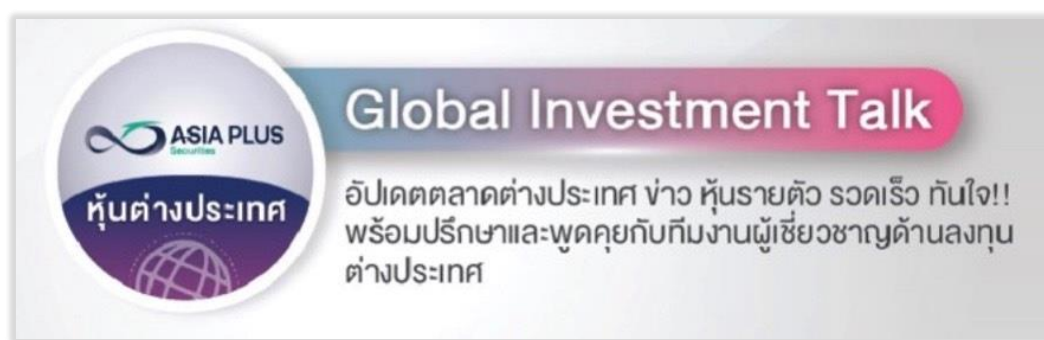 ASIA PLUS
Securities
หุ้นต่างประเทศ
Global Investment Talk
อัปเดตตลาดต่างประเทศ ข่าว หุ้นรายตัว รวดเร็ว ทันใจ!!
พร้อมปรึกษาและพูดคุยกับทีมงานผู้เชี่ยวชาญด้านลงทุน
ต่างประเทศ